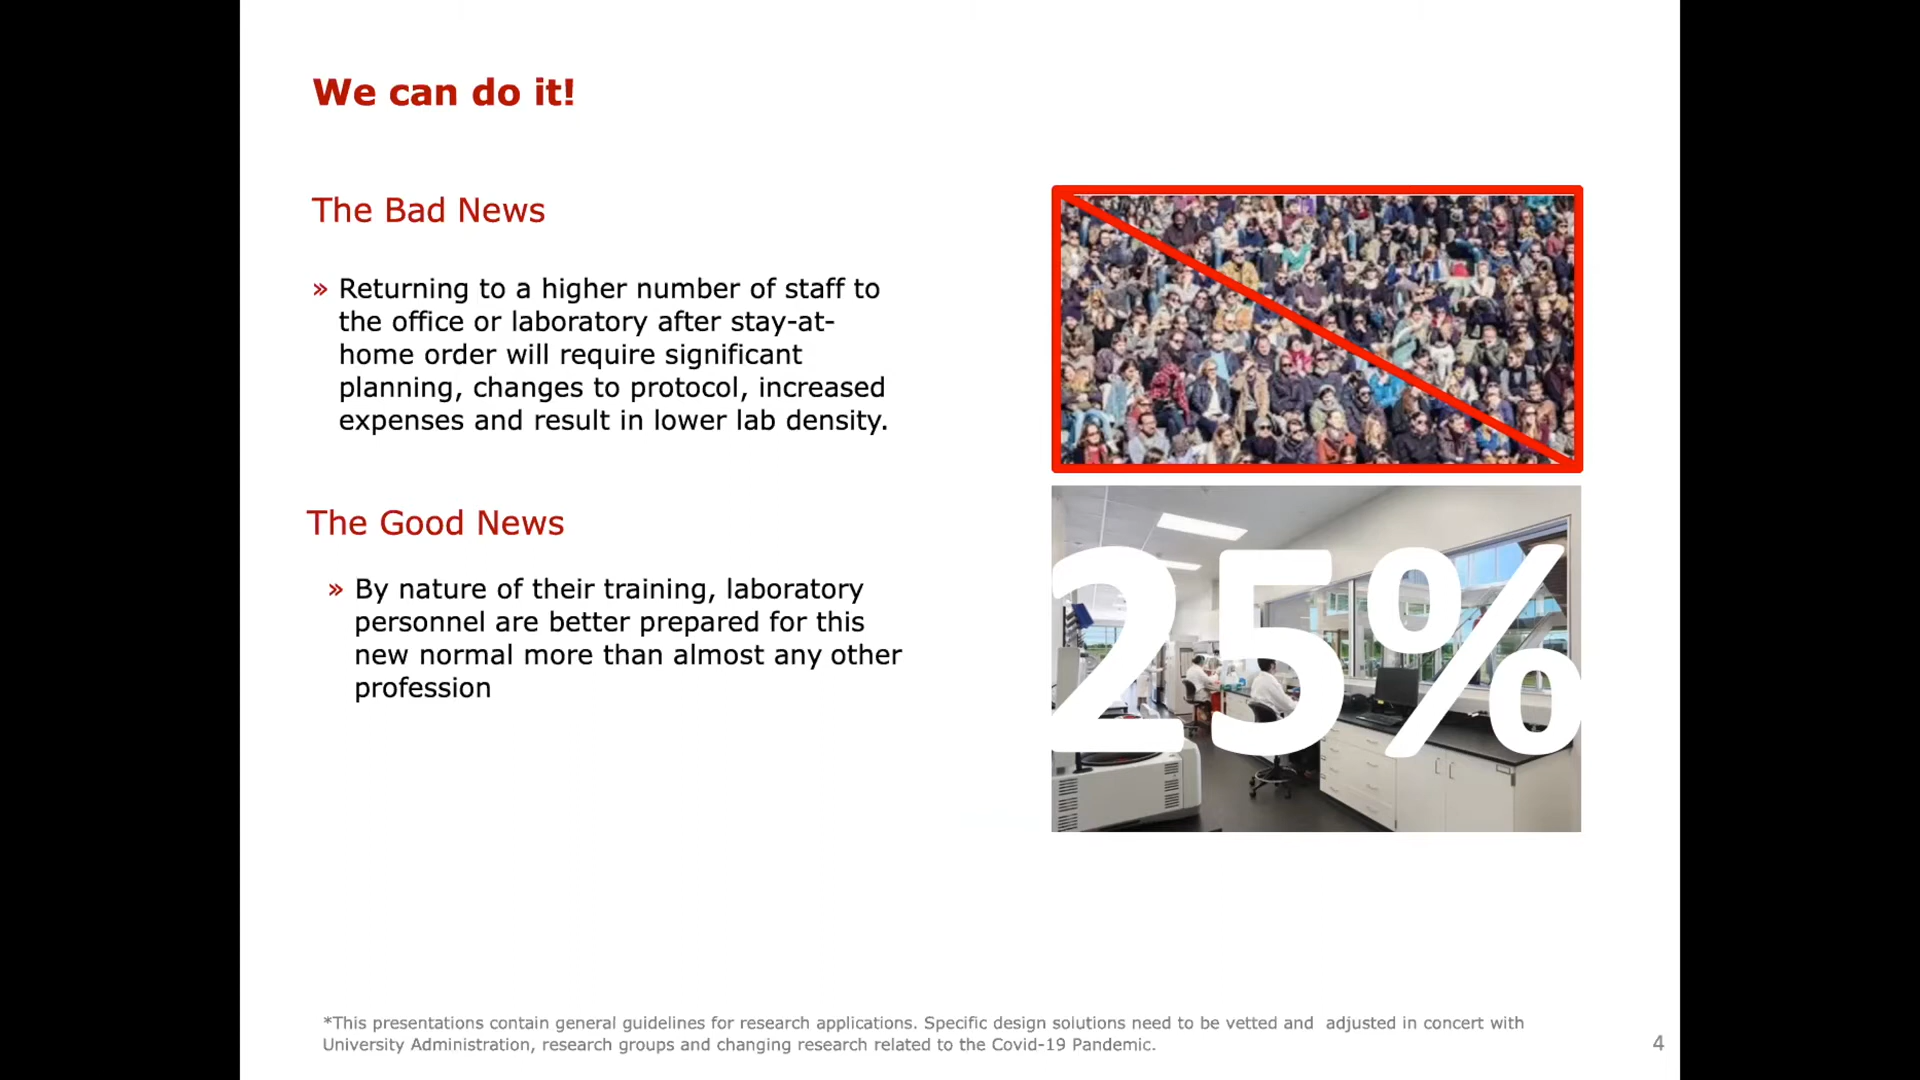 We can do it!
The Bad News
» Returning to a higher number of staff to
the office or laboratory after stay-at-
home order will require significant
planning, changes to protocol, increased
expenses and result in lower lab density.
The Good News
» By nature of their training, laboratory
personnel are better prepared for this
new normal more than almost any other
profession
25%
*This presentations contain general guidelines for research applications. Specific design solutions need to be vetted and  adjusted in concert with
University Administration, research groups and changing research related to the Covid-19 Pandemic.
4